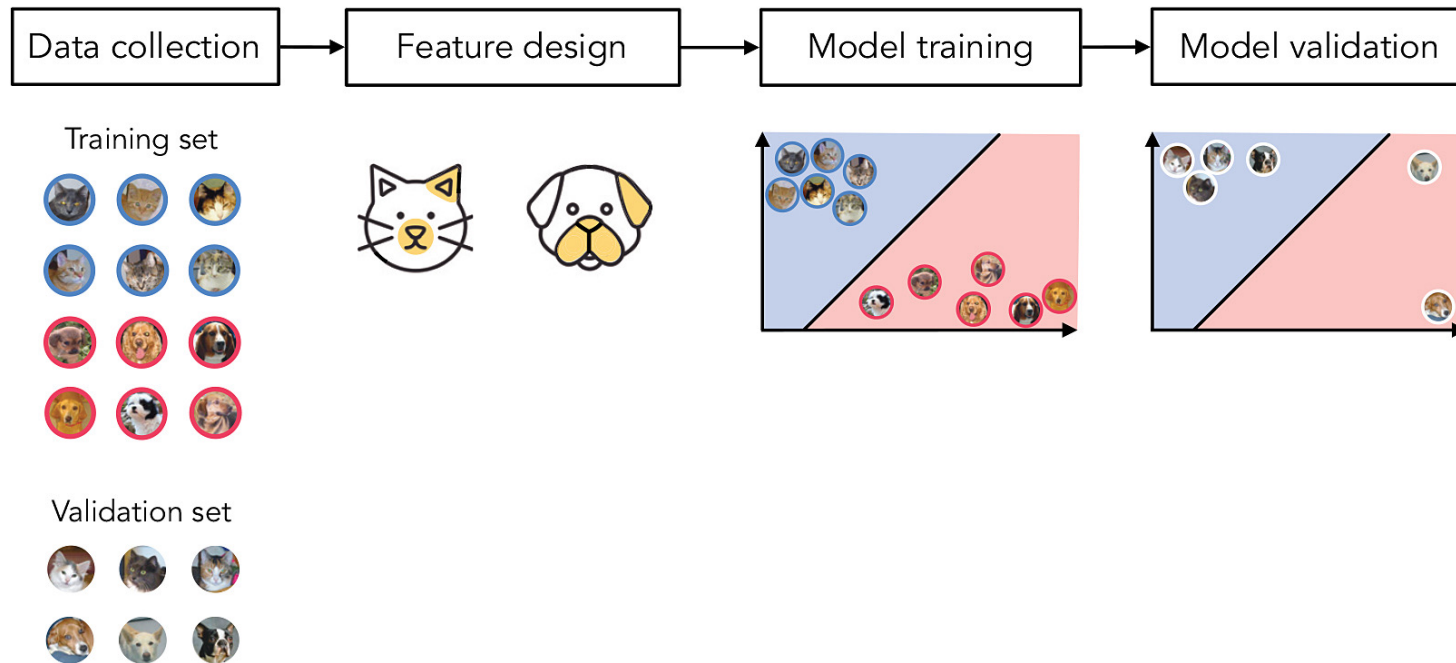 Data collection
Feature design
Model training
Model validation
Training set
Validation set